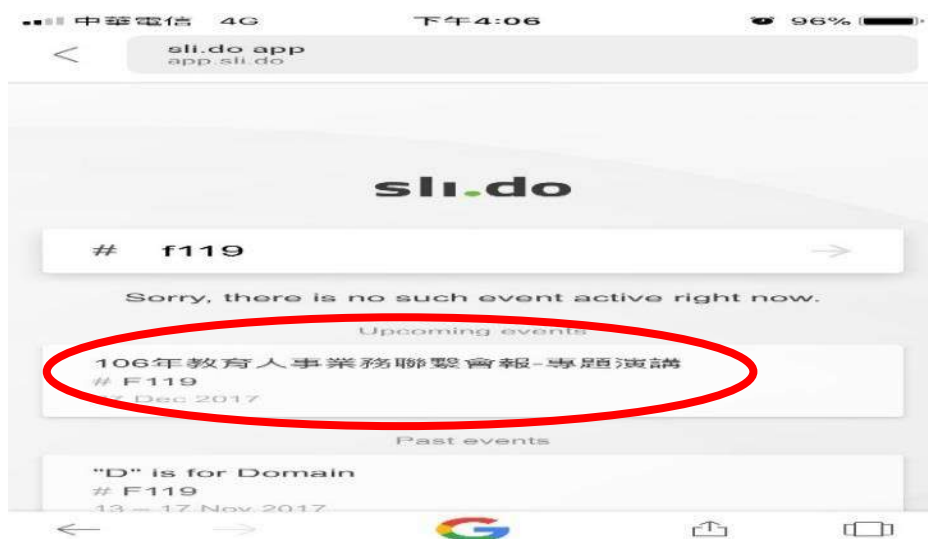 中華電信 4G 下午4:06 96%
sli.do app
app.sli.do
sli.do
# f119
Sorry, there is no such event active right now.
Upcoming events
106年教育人事業務聯繫會報-專題演講
# F119
Dec 2017
Past events
"D" is for Domain
# F119
13 – 17 Nov 2017